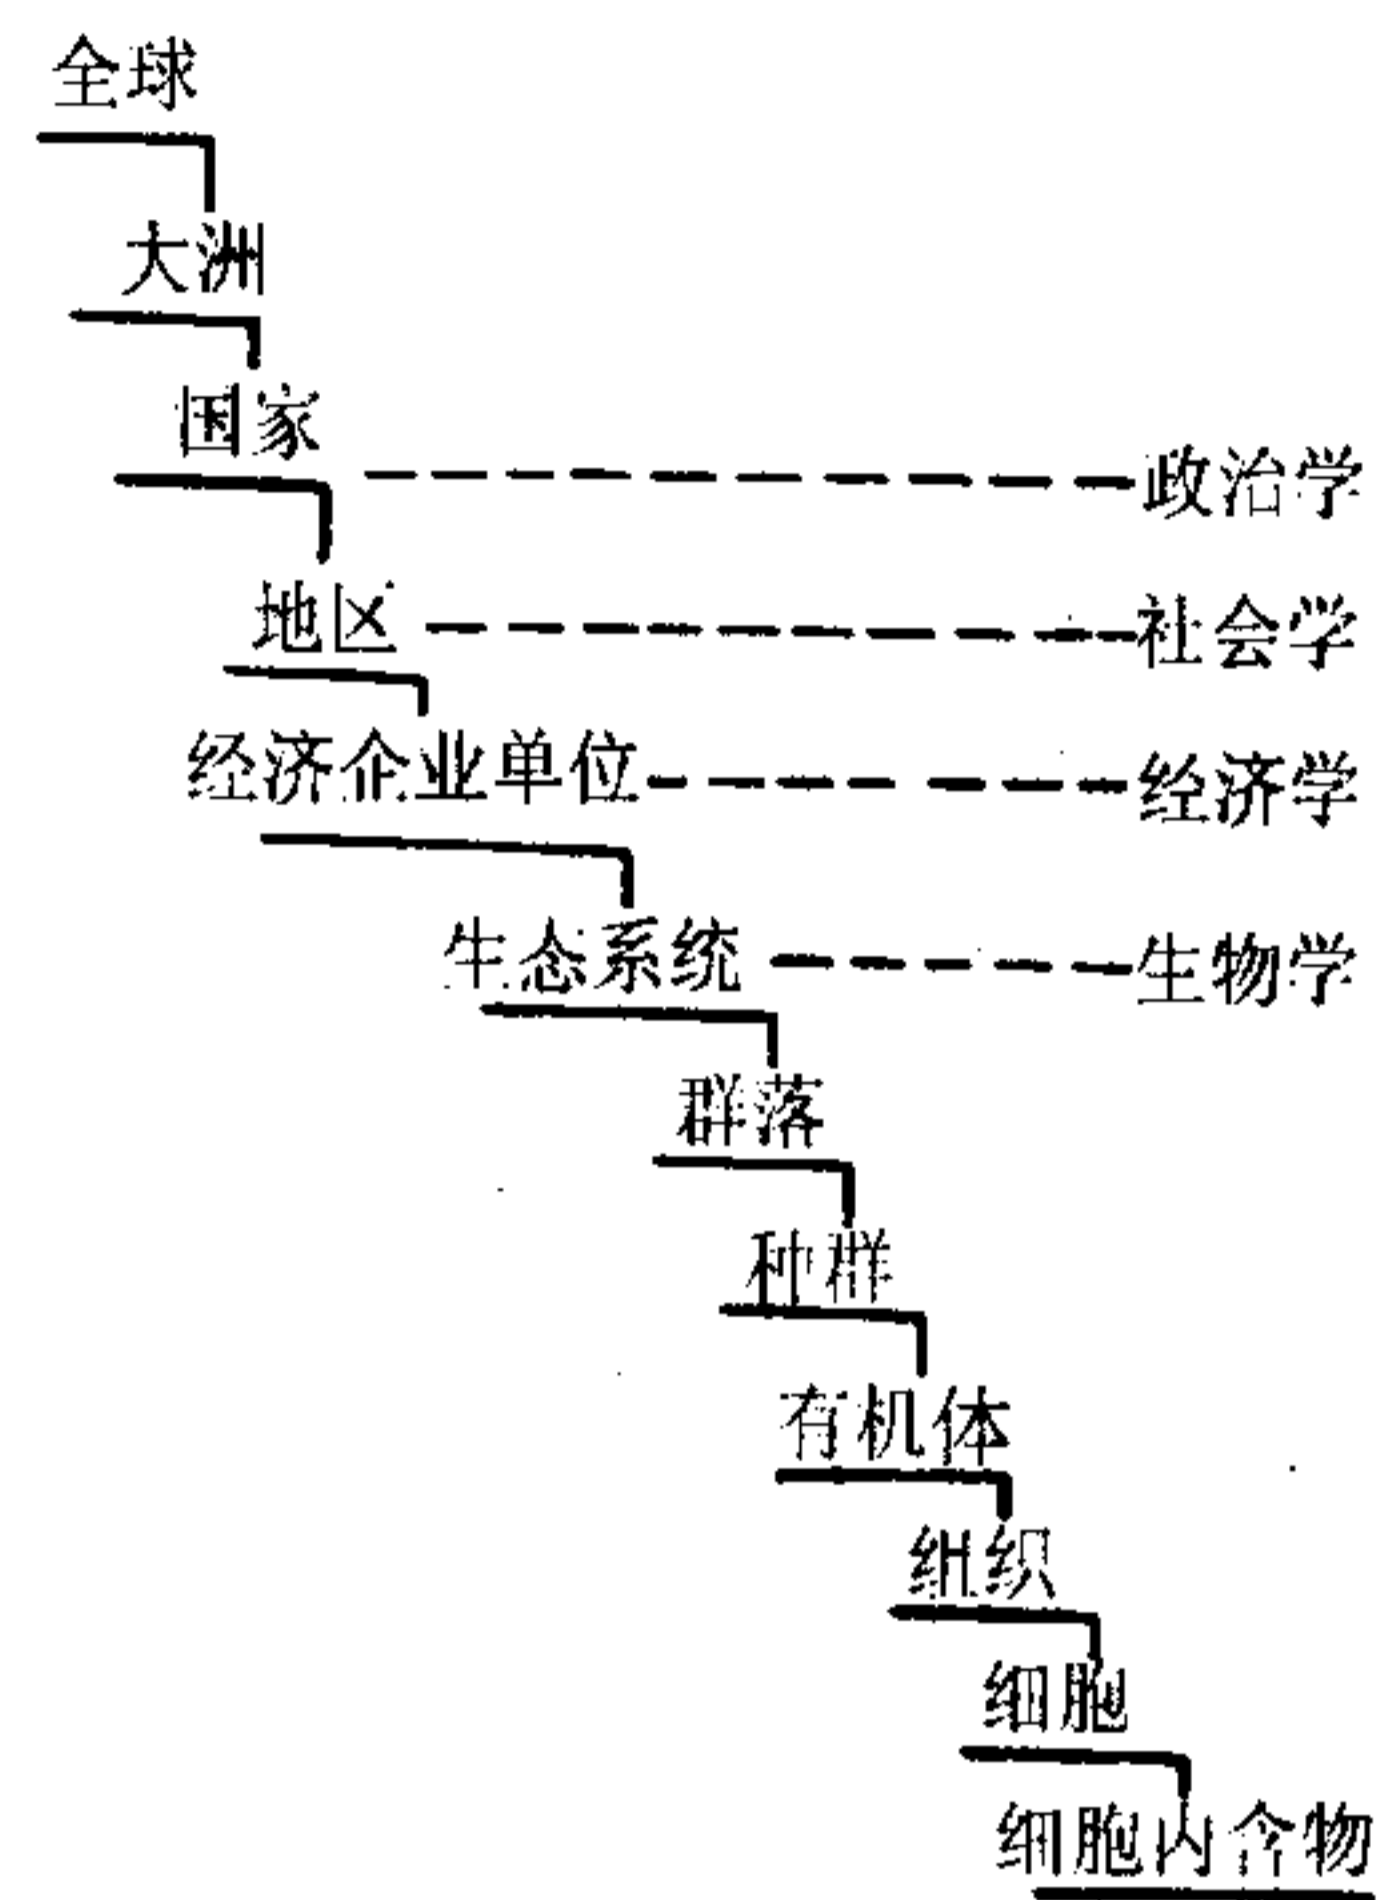 全球
大洲
国家 政治学
地区 社会学
经济企业单位 经济学
生态系统 生物学
群落
种群
有机体
组织
细胞
细胞内含物